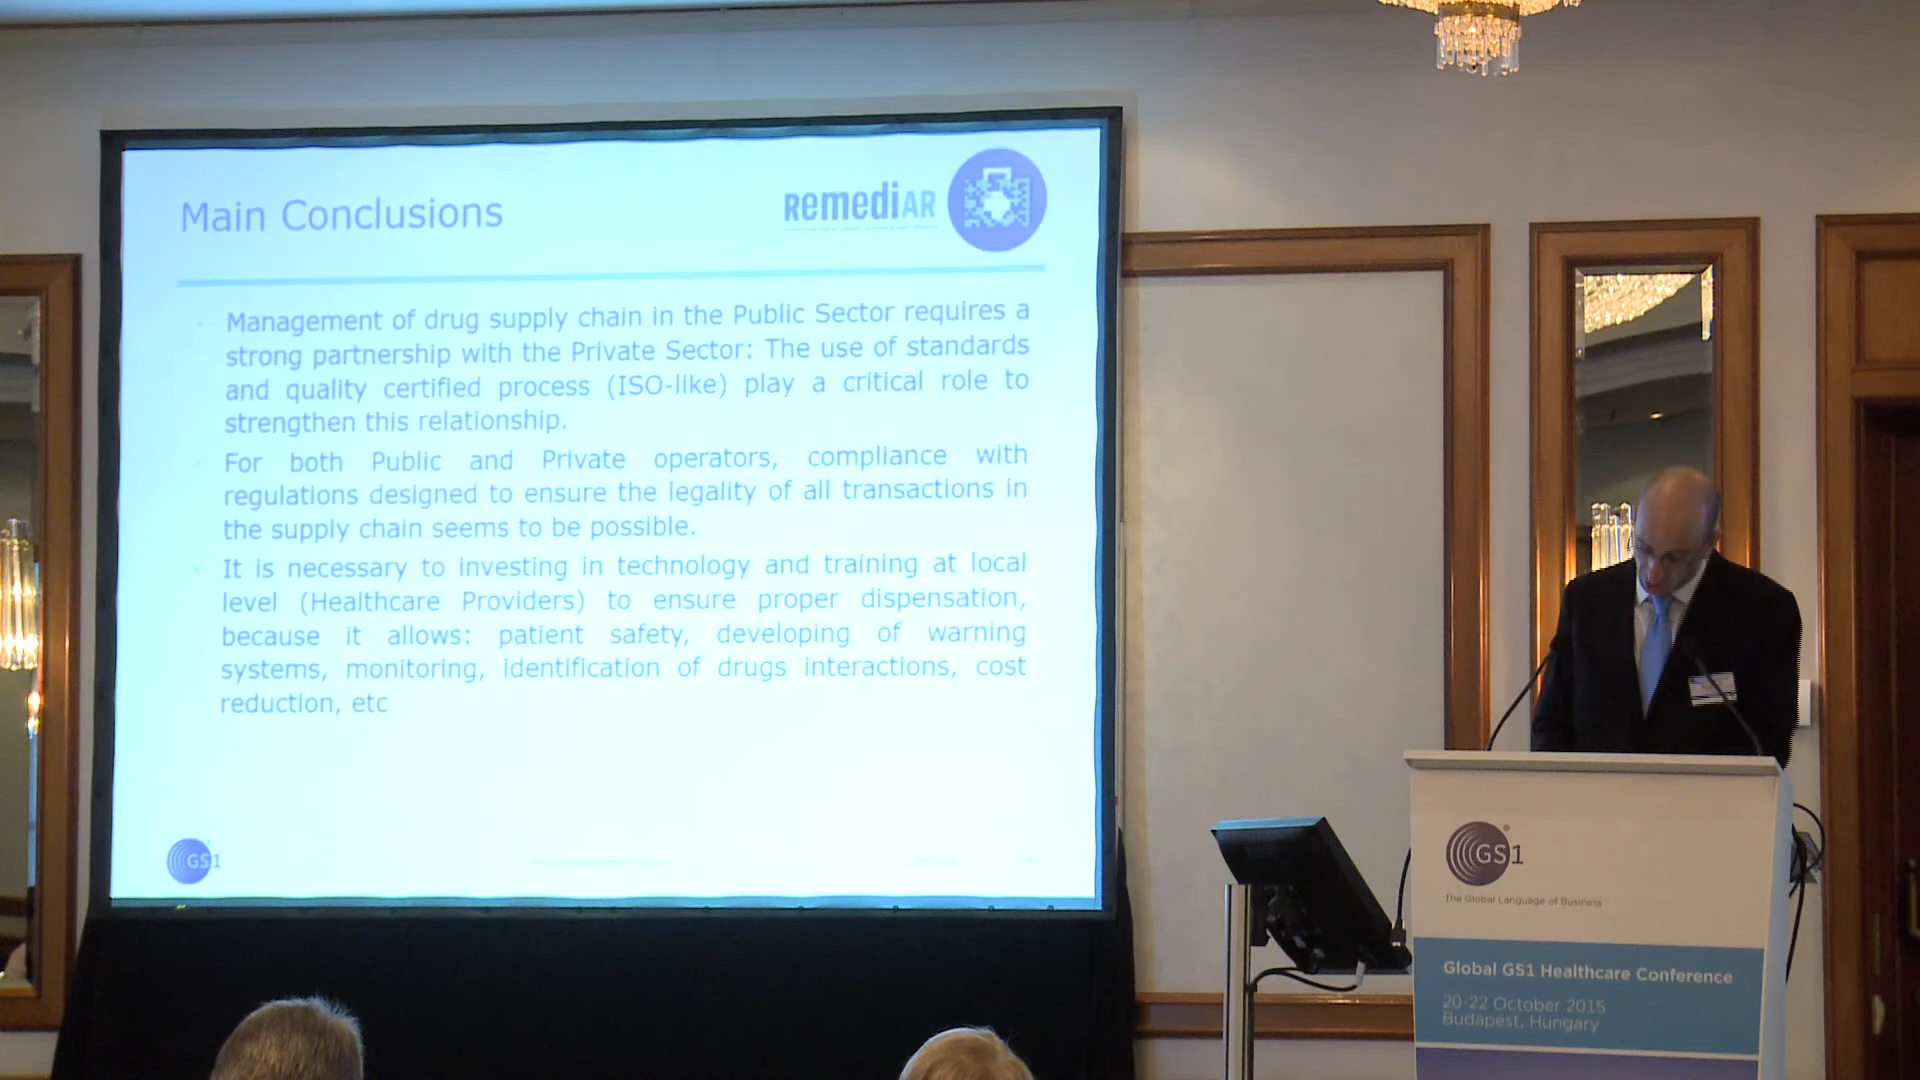 Main Conclusions
RemediAR
Management of drug supply chain in the Public Sector requires a
strong partnership with the Private Sector: The use of standards
and quality certified process (ISO-like) play a critical role to
strengthen this relationship.
For both Public and Private operators, compliance with
regulations designed to ensure the legality of all transactions in
the supply chain seems to be possible.
It is necessary to investing in technology and training at local
level (Healthcare Providers) to ensure proper dispensation,
because it allows: patient safety, developing of warning
systems, monitoring, identification of drugs interactions, cost
reduction, etc
GS1
GS1
The Global Language of Business
Global GS1 Healthcare Conference
20-22 October 2015
Budapest, Hungary